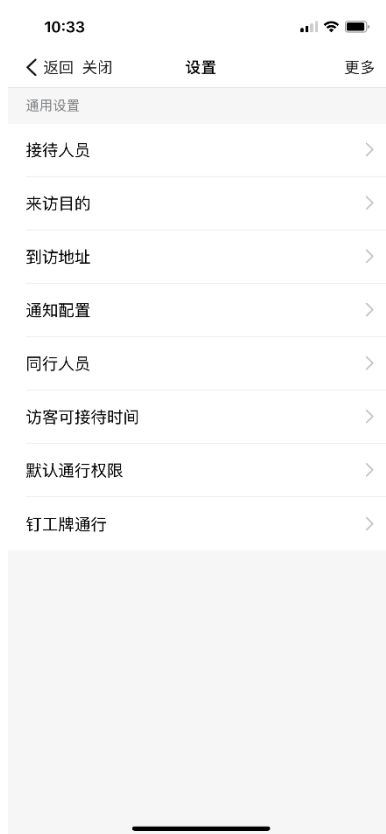 10:33
返回 关闭 设置 更多
通用设置
接待人员
来访目的
到访地址
通知配置
同行人员
访客可接待时间
默认通行权限
钉工牌通行